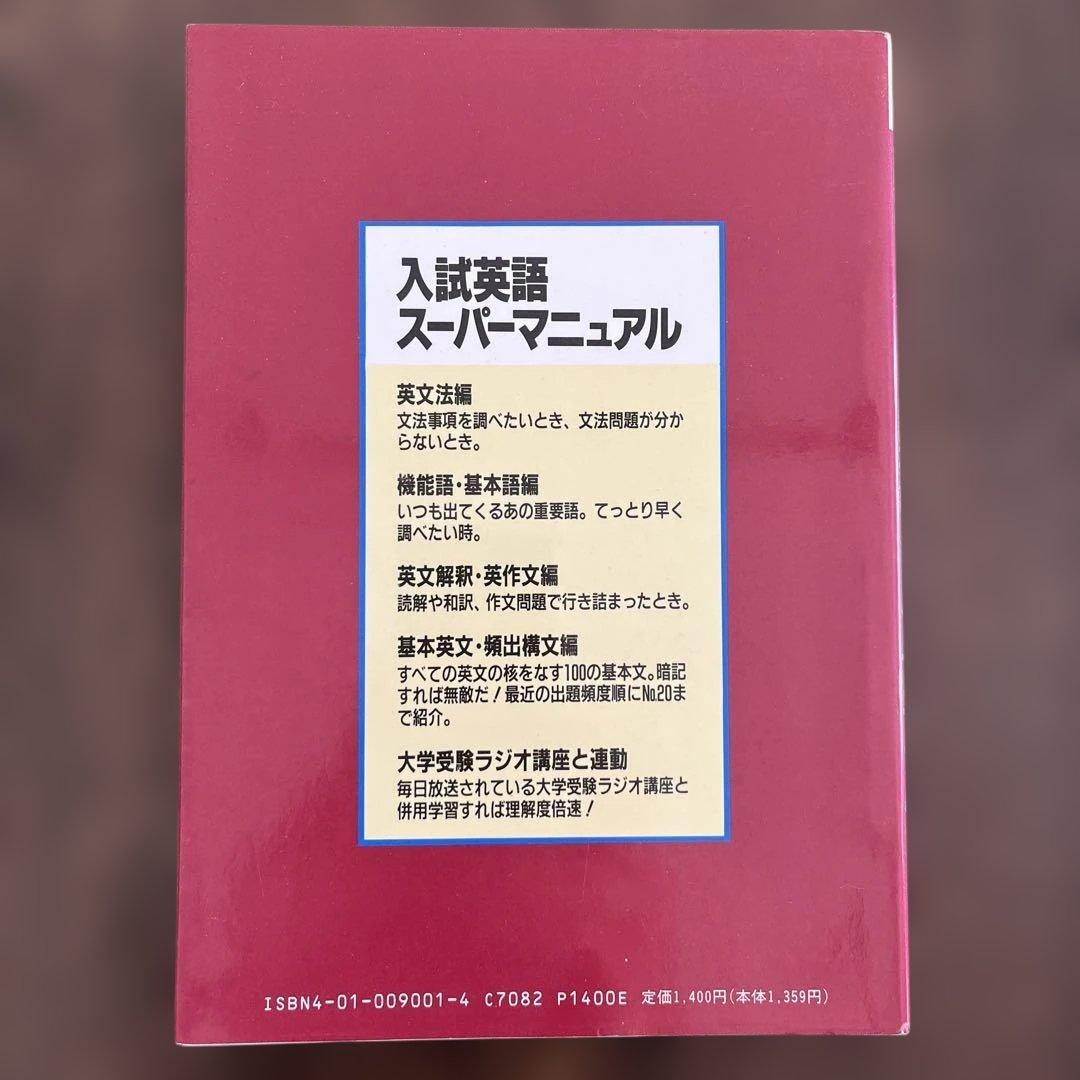 入試英語
スーパーマニュアル
英文法編
文法事項を調べたいとき、文法問題が分か
らないとき。
機能語・基本語編
いつも出てくるあの重要語。てっとり早く
調べたい時。
英文解釈・英作文編
読解や和訳、作文問題で行き詰まったとき。
基本英文・頻出構文編
すべての英文の核をなす100の基本文。暗記
すれば無敵だ!最近の出題頻度順に№20ま
で紹介。
大学受験ラジオ講座と連動
毎日放送されている大学受験ラジオ講座と
併用学習すれば理解度倍速!
ISBN4-01-009001-4 C7082 P1400E 定価1,400円(本体1,359円)